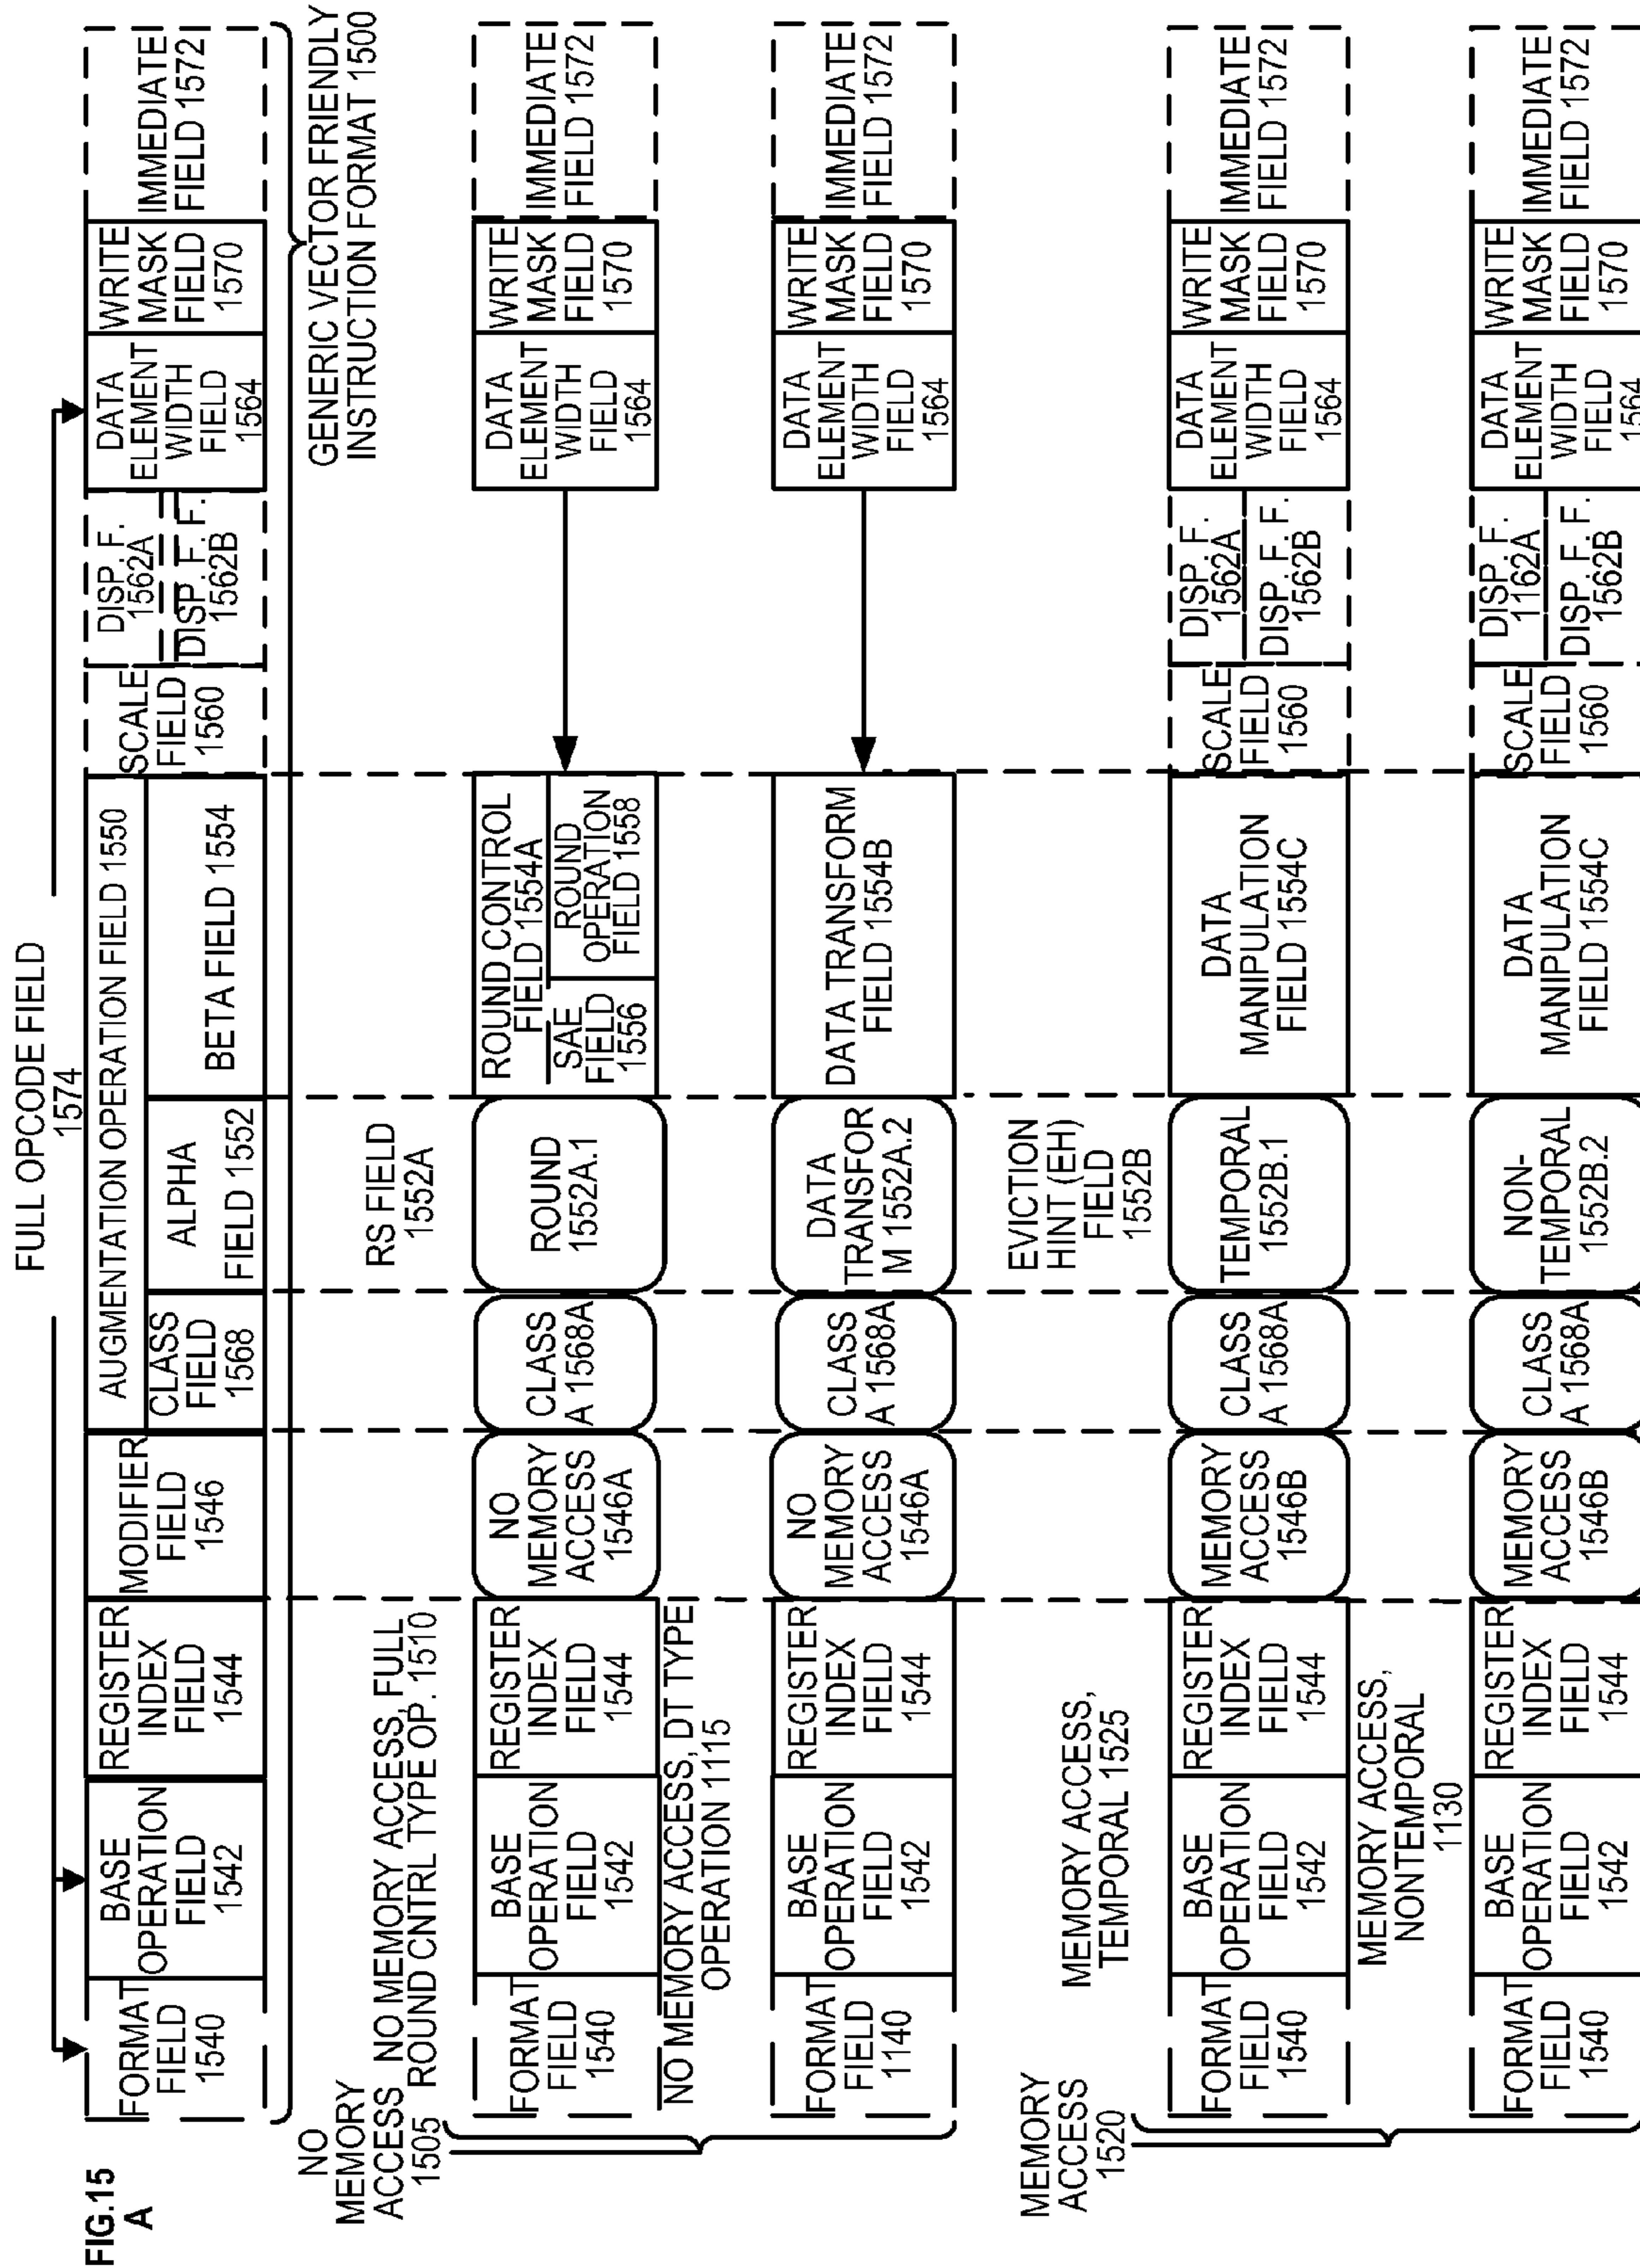 FIG.15
A
FULL OPCODE FIELD
1574
FORMAT
FIELD
1540
BASE
OPERATION
FIELD
1542
REGISTER
INDEX
FIELD
1544
MODIFIER
FIELD
1546
AUGMENTATION OPERATION FIELD 1550
CLASS
FIELD
1568
ALPHA
FIELD 1552
BETA FIELD 1554
SCALE
FIELD
1560
DISP. F.
1562A
DISP. F. F.
1562B
DATA
ELEMENT
WIDTH
FIELD
1564
WRITE
MASK
FIELD
1570
IMMEDIATE
FIELD 1572
GENERIC VECTOR FRIENDLY
INSTRUCTION FORMAT 1500
NO
MEMORY
ACCESS
1505
NO MEMORY ACCESS, FULL
ROUND CNTRL TYPE OP. 1510
RS FIELD
1552A
FORMAT
FIELD
1540
BASE
OPERATION
FIELD
1542
REGISTER
INDEX
FIELD
1544
NO
MEMORY
ACCESS
1546A
CLASS
A 1568A
ROUND
1552A.1
ROUND CONTROL
FIELD 1554A
SAE
FIELD
1556
ROUND
OPERATION
FIELD 1558
DATA
ELEMENT
WIDTH
FIELD
1564
WRITE
MASK
FIELD
1570
IMMEDIATE
FIELD 1572
NO MEMORY ACCESS, DT TYPE
OPERATION 1115
FORMAT
FIELD
1140
BASE
OPERATION
FIELD
1542
REGISTER
INDEX
FIELD
1544
NO
MEMORY
ACCESS
1546A
CLASS
A 1568A
DATA
TRANSFOR
M 1552A.2
DATA TRANSFORM
FIELD 1554B
DATA
ELEMENT
WIDTH
FIELD
1564
WRITE
MASK
FIELD
1570
IMMEDIATE
FIELD 1572
MEMORY
ACCESS
1520
MEMORY ACCESS,
TEMPORAL 1525
EVICTION
HINT (EH)
FIELD
1552B
FORMAT
FIELD
1540
BASE
OPERATION
FIELD
1542
REGISTER
INDEX
FIELD
1544
MEMORY
ACCESS
1546B
CLASS
A 1568A
TEMPORAL
1552B.1
DATA
MANIPULATION
FIELD 1554C
SCALE
FIELD
1560
DISP. F.
1562A
DISP. F. F.
1562B
DATA
ELEMENT
WIDTH
FIELD
1564
WRITE
MASK
FIELD
1570
IMMEDIATE
FIELD 1572
MEMORY ACCESS,
NONTEMPORAL
1130
FORMAT
FIELD
1540
BASE
OPERATION
FIELD
1542
REGISTER
INDEX
FIELD
1544
MEMORY
ACCESS
1546B
CLASS
A 1568A
NON-
TEMPORAL
1552B.2
DATA
MANIPULATION
FIELD 1554C
SCALE
FIELD
1560
DISP. F.
1162A
DISP. F. F.
1562B
DATA
ELEMENT
WIDTH
FIELD
1564
WRITE
MASK
FIELD
1570
IMMEDIATE
FIELD 1572